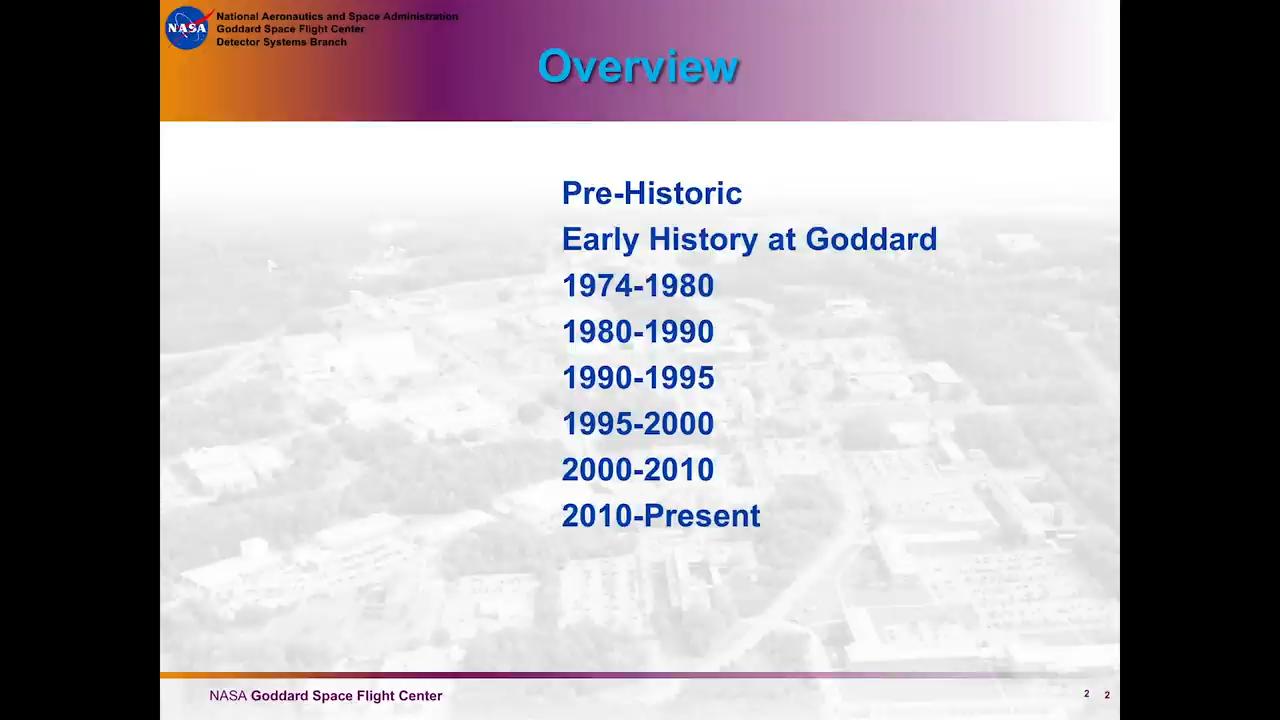 NASA
National Aeronautics and Space Administration
Goddard Space Flight Center
Detector Systems Branch
Overview
Pre-Historic
Early History at Goddard
1974-1980
1980-1990
1990-1995
1995-2000
2000-2010
2010-Present
NASA Goddard Space Flight Center
2 2